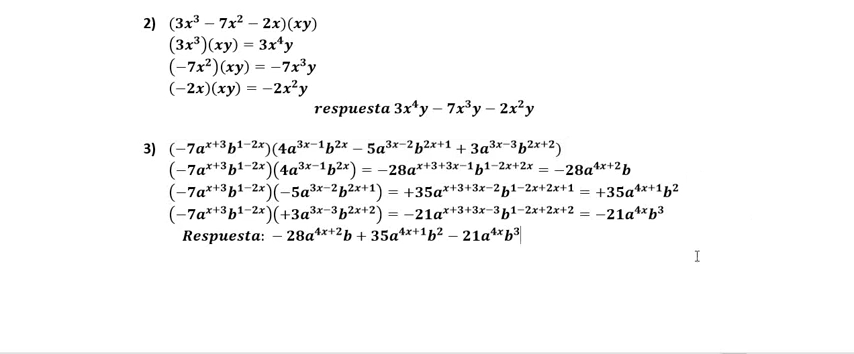 2) (3x³ – 7x² – 2x)(xy)
(3x³)(xy) = 3x⁴y
(–7x²)(xy) = –7x³y
(–2x)(xy) = –2x²y
respuesta 3x⁴y – 7x³y – 2x²y
3) (–7a^{x+3}b^{1–2x})(4a^{3x–1}b^{2x} – 5a^{3x–2}b^{2x+1} + 3a^{3x–3}b^{2x+2})
(–7a^{x+3}b^{1–2x})(4a^{3x–1}b^{2x}) = –28a^{x+3+3x–1}b^{1–2x+2x} = –28a^{4x+2}b
(–7a^{x+3}b^{1–2x})(–5a^{3x–2}b^{2x+1}) = +35a^{x+3+3x–2}b^{1–2x+2x+1} = +35a^{4x+1}b²
(–7a^{x+3}b^{1–2x})(+3a^{3x–3}b^{2x+2}) = –21a^{x+3+3x–3}b^{1–2x+2x+2} = –21a^{4x}b³
Respuesta: – 28a^{4x+2}b + 35a^{4x+1}b² – 21a^{4x}b³